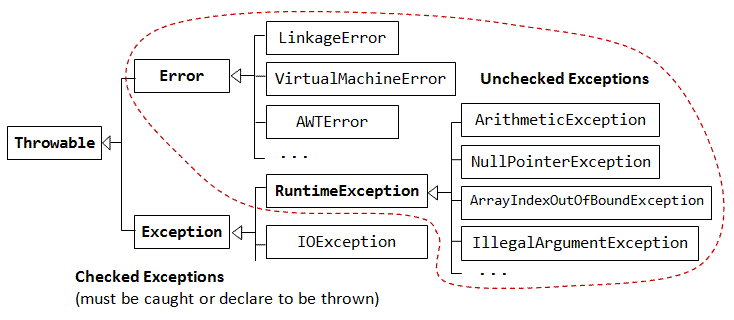 LinkageError
Error
VirtualMachineError
Unchecked Exceptions
AWTError
ArithmeticException
Throwable
...
NullPointerException
RuntimeException
ArrayIndexOutOfBoundException
Exception
IOException
IllegalArgumentException
...
Checked Exceptions
(must be caught or declare to be thrown)